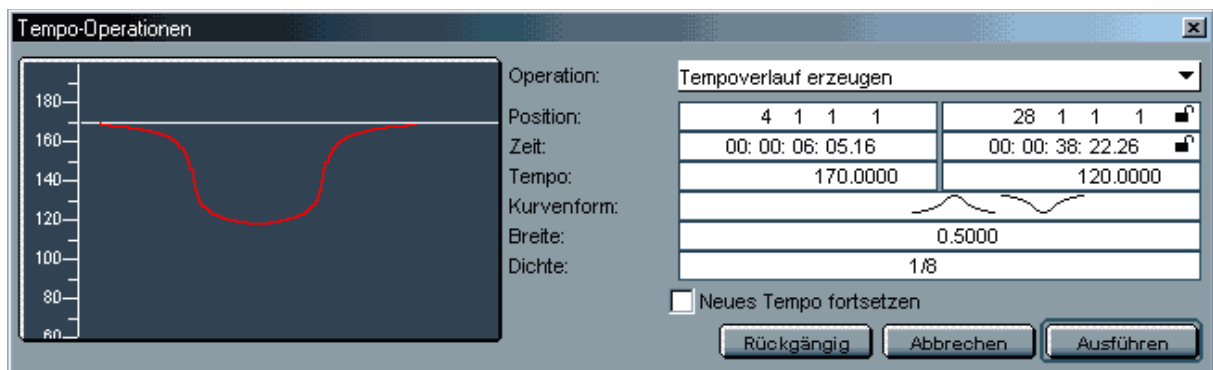 Tempo-Operationen
180
160
140
120
100
80
60
Operation: Tempoverlauf erzeugen
Position: 4 1 1 1 28 1 1 1
Zeit: 00: 00: 06: 05.16 00: 00: 38: 22.26
Tempo: 170.0000 120.0000
Kurvenform:
Breite: 0.5000
Dichte: 1/8
Neues Tempo fortsetzen
Rückgängig Abbrechen Ausführen